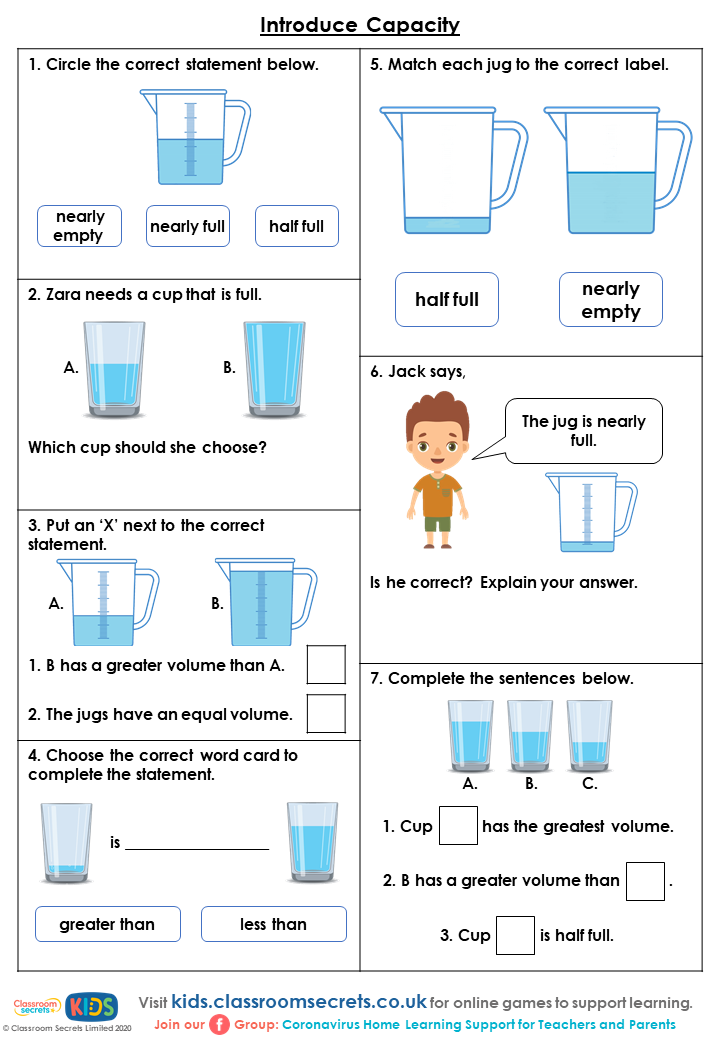 Introduce Capacity
1. Circle the correct statement below.
nearly
empty
nearly full
half full
2. Zara needs a cup that is full.
A.
B.
Which cup should she choose?
3. Put an ‘X’ next to the correct
statement.
A.
B.
1. B has a greater volume than A.
2. The jugs have an equal volume.
4. Choose the correct word card to
complete the statement.
is _________________
greater than
less than
5. Match each jug to the correct label.
half full
nearly
empty
6. Jack says,
The jug is nearly
full.
Is he correct? Explain your answer.
7. Complete the sentences below.
A.
B.
C.
1. Cup
has the greatest volume.
2. B has a greater volume than
.
3. Cup
is half full.
Classroom
Secrets
KIDS
© Classroom Secrets Limited 2020
Visit kids.classroomsecrets.co.uk for online games to support learning.
Join our f Group: Coronavirus Home Learning Support for Teachers and Parents